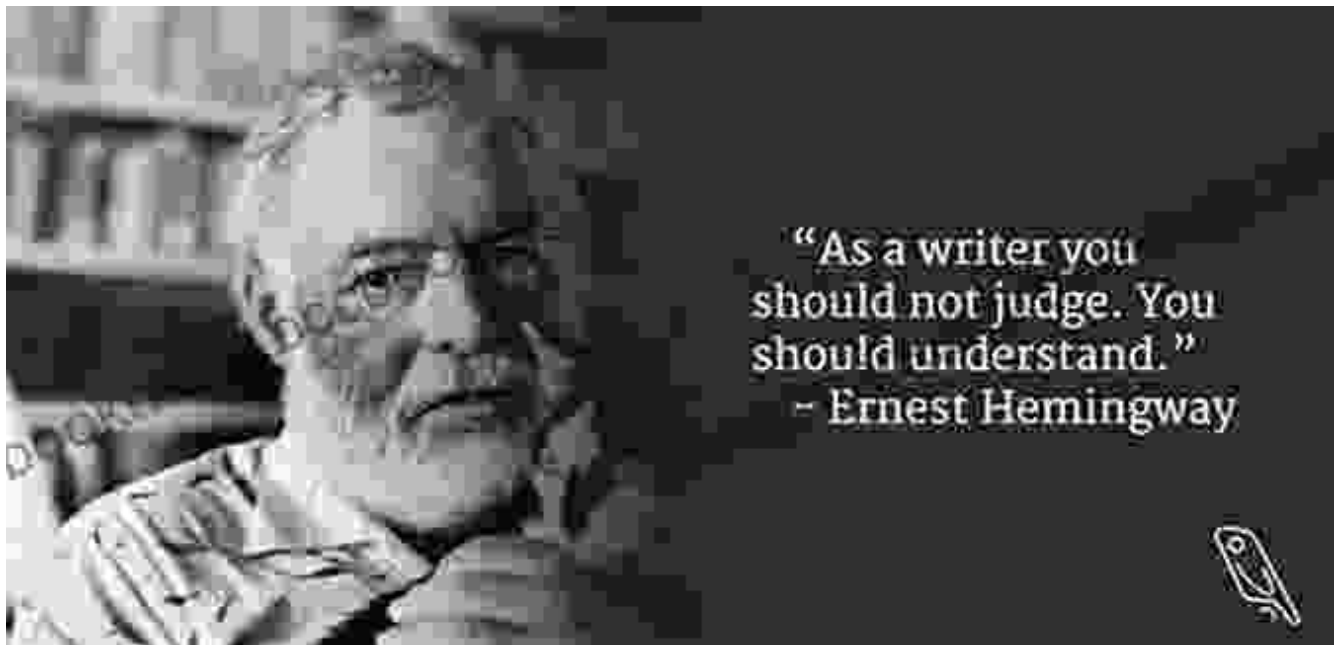 “As a writer you
should not judge. You
should understand.”
- Ernest Hemingway